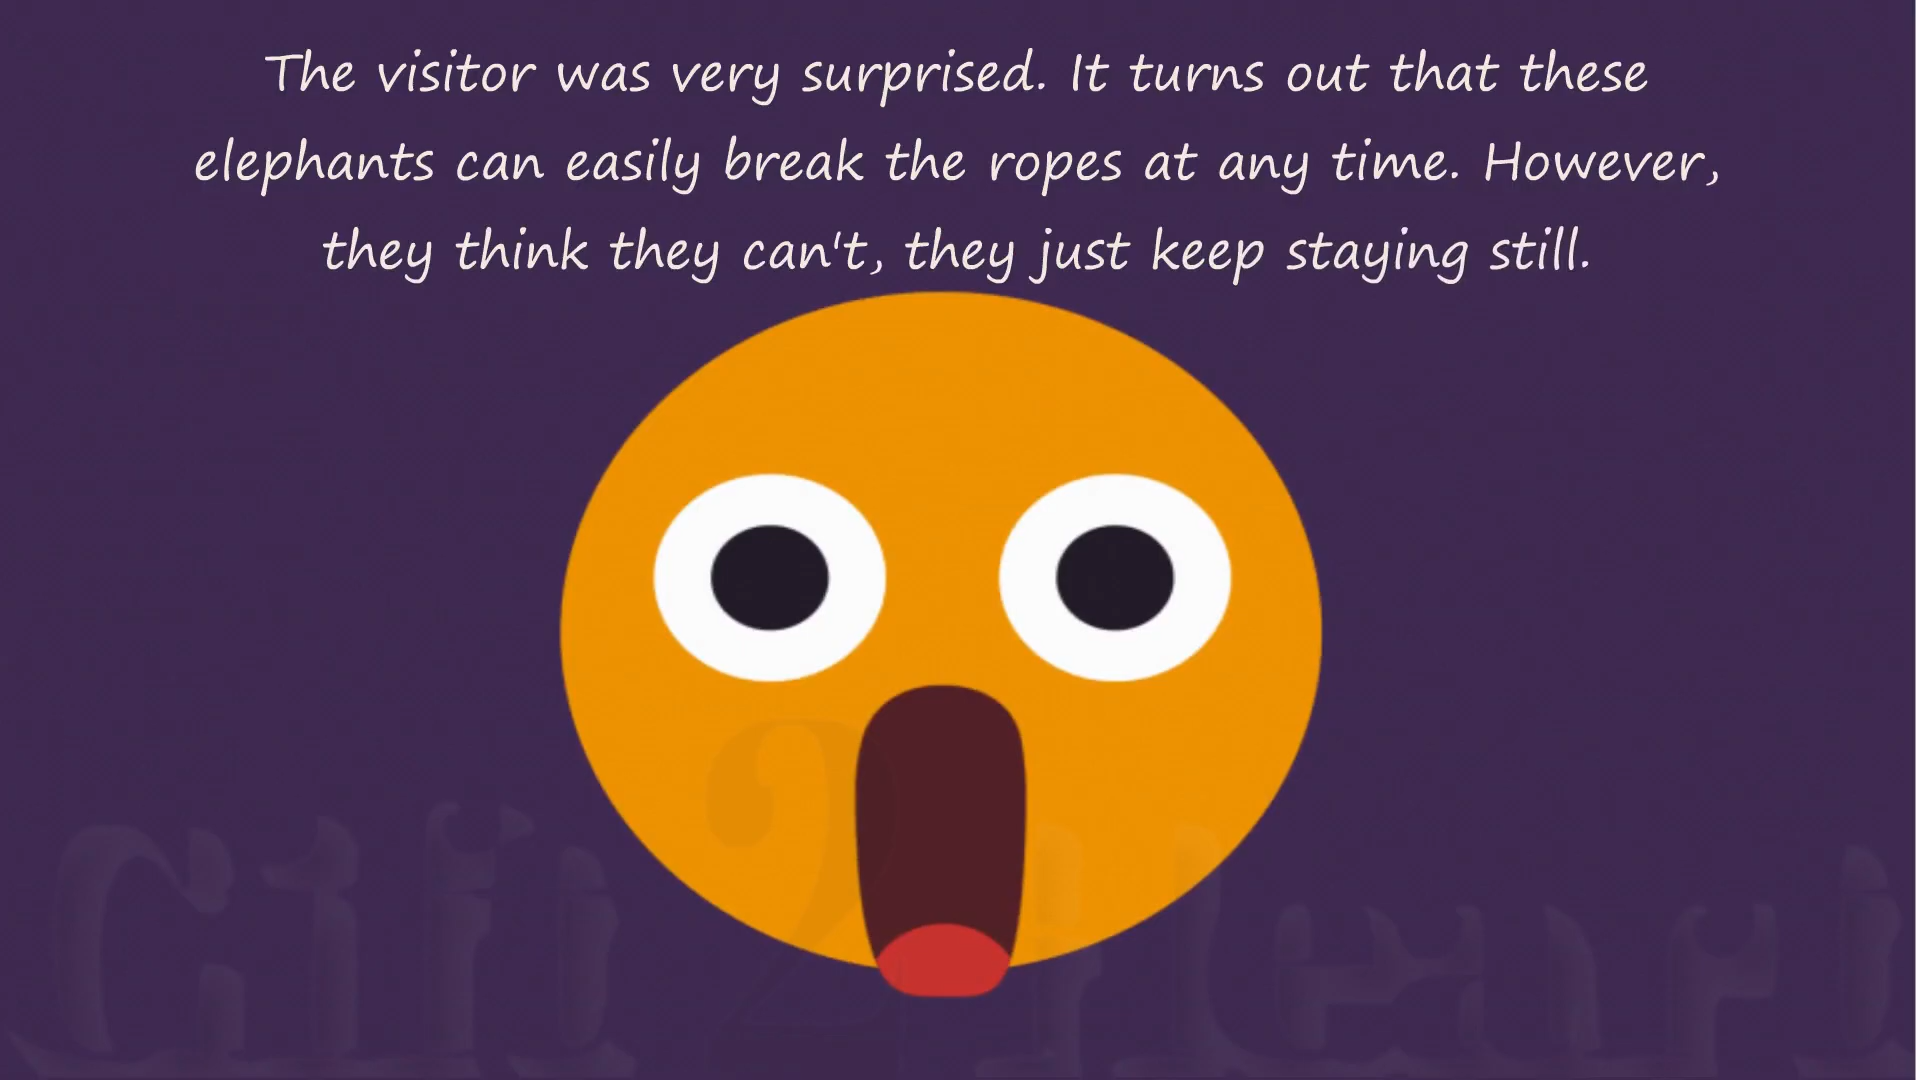 The visitor was very surprised. It turns out that these
elephants can easily break the ropes at any time. However,
they think they can't, they just keep staying still.